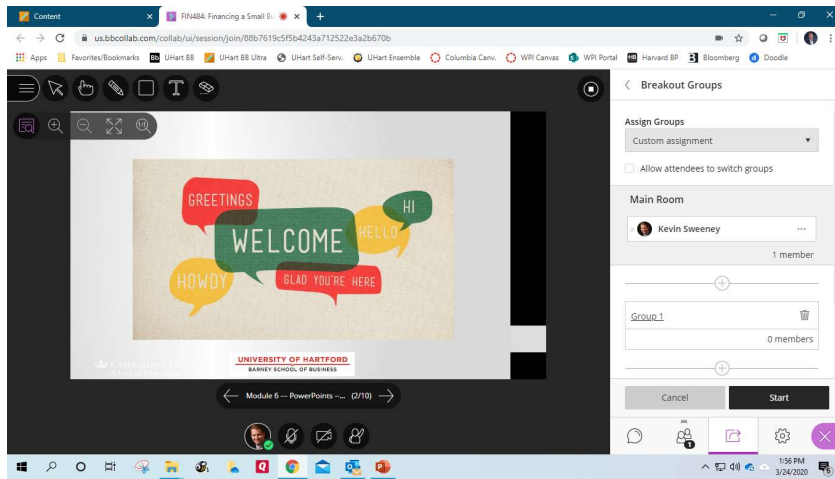 Content
FIN484: Financing a Small Bu
us.bbcollab.com/collab/ui/session/join/88b7619c5f5b4243a712522e3a2b670b
Apps Favorites/Bookmarks UHart BB UHart BB Ultra UHart Self-Serv. UHart Ensemble Columbia Canv. WPI Canvas WPI Portal Harvard BP Bloomberg Doodle
Breakout Groups
Assign Groups
Custom assignment
Allow attendees to switch groups
Main Room
Kevin Sweeney
1 member
Group 1
0 members
Cancel Start
GREETINGS
HI
WELCOME
HELLO
HOWDY
GLAD YOU'RE HERE
UNIVERSITY OF HARTFORD
BARNEY SCHOOL OF BUSINESS
Module 6 --- PowerPoints --... (2/10)
1
1:56 PM
3/24/2020